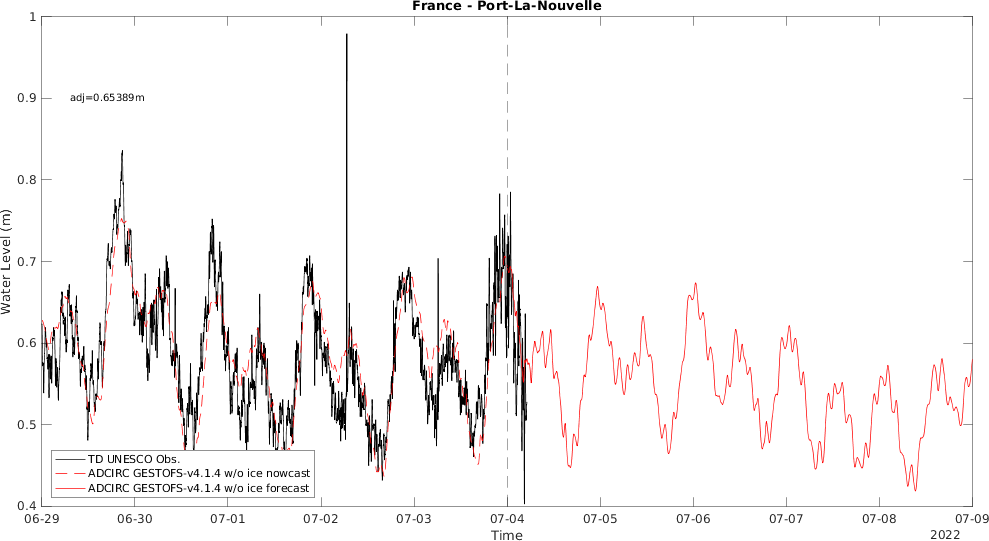 France - Port-La-Nouvelle
1
0.9
0.8
0.7
0.6
0.5
0.4
Water Level (m)
adj=0.65389m
TD UNESCO Obs.
ADCIRC GESTOFS-v4.1.4 w/o ice nowcast
ADCIRC GESTOFS-v4.1.4 w/o ice forecast
06-29 06-30 07-01 07-02 07-03 07-04 07-05 07-06 07-07 07-08 07-09
Time
2022